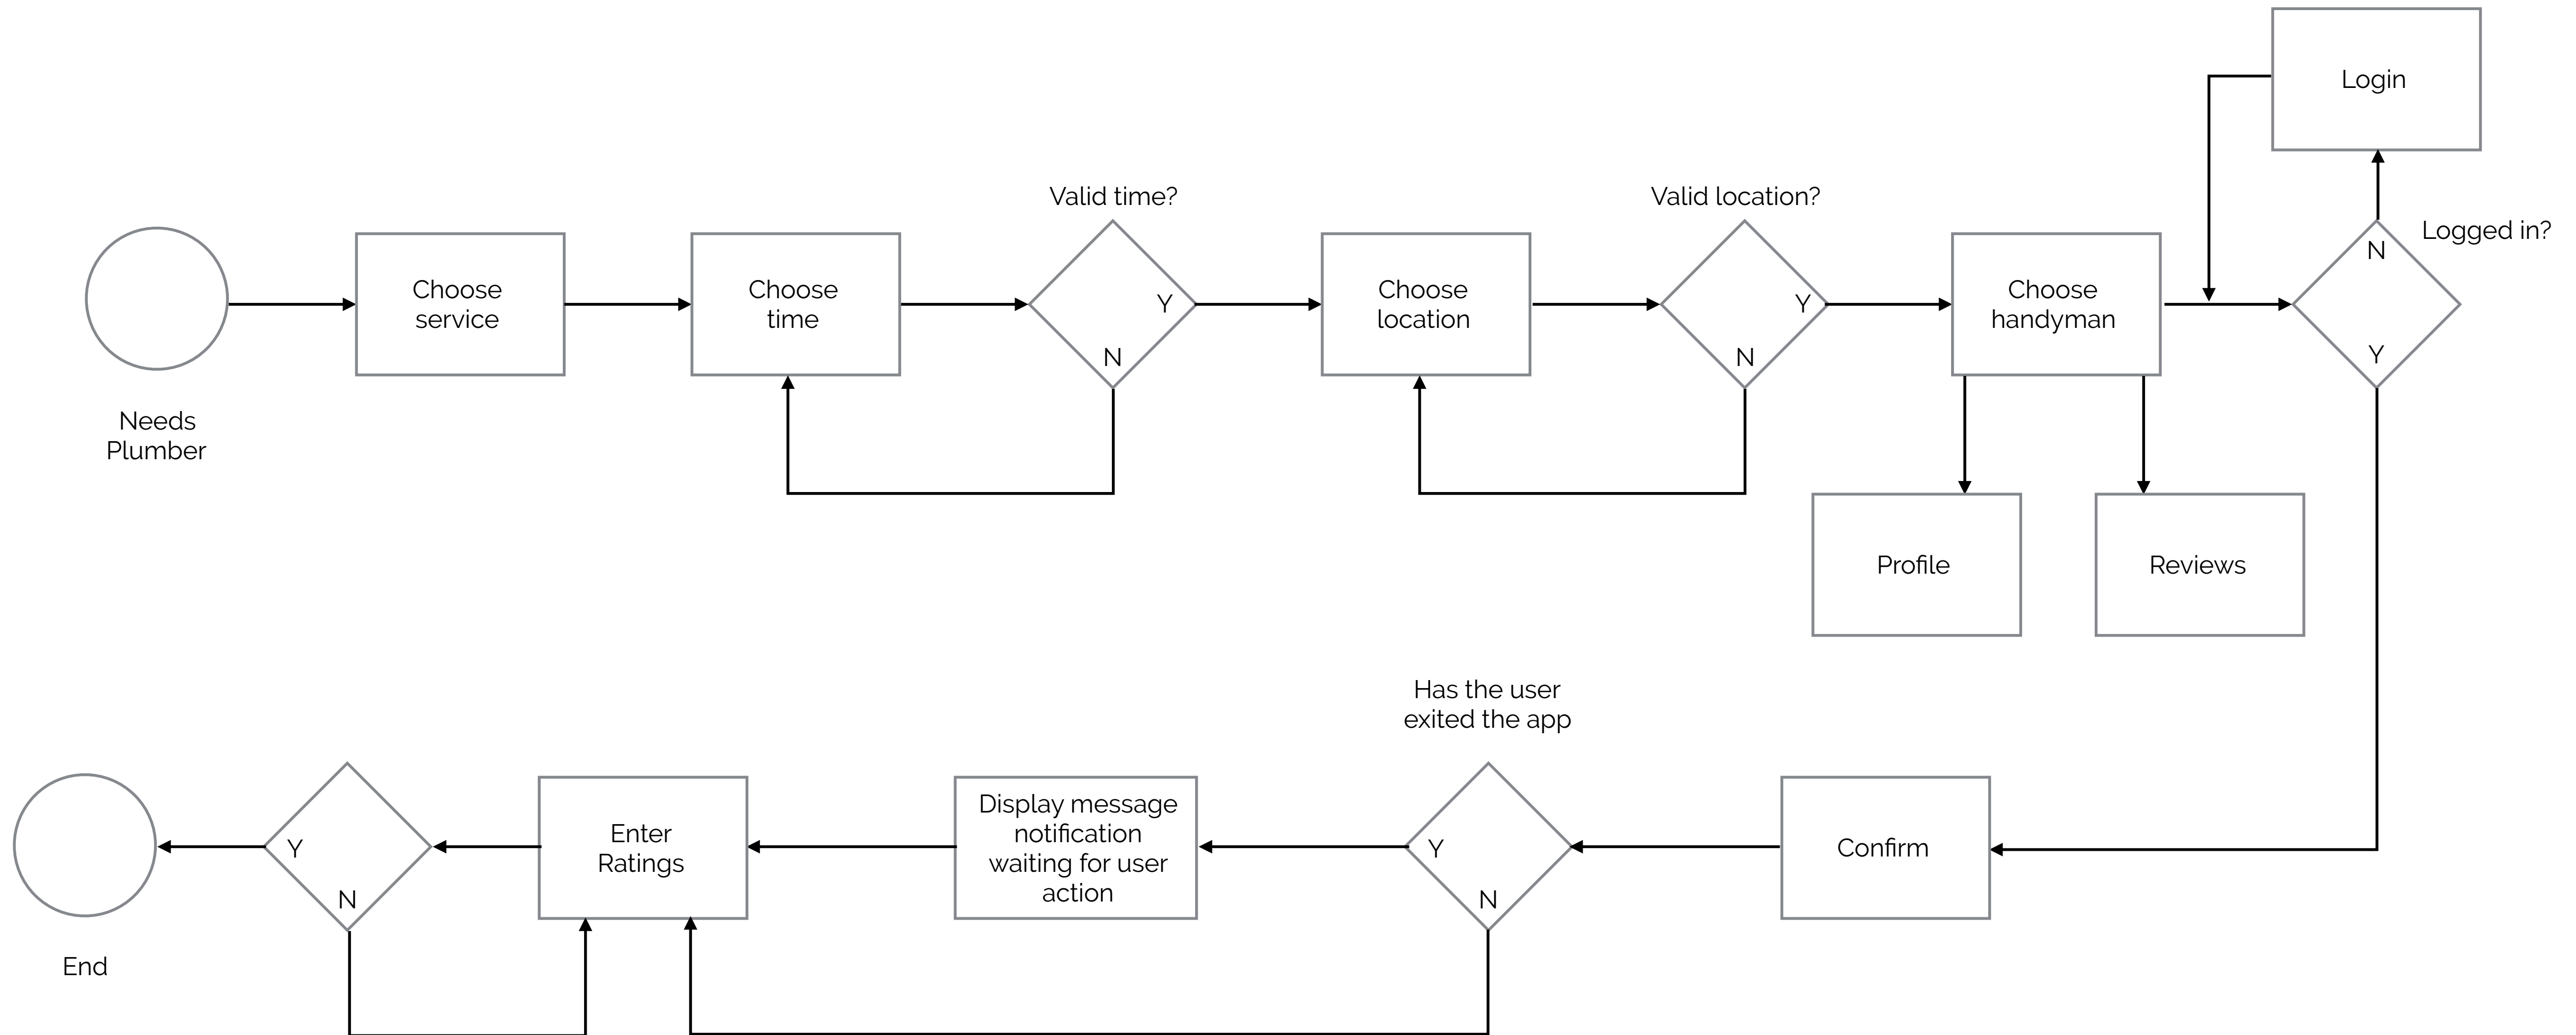 Login
Valid time?
Valid location?
Logged in?
N
Choose
service
Choose
time
Y
N
Choose
location
Y
N
Choose
handyman
Y
Needs
Plumber
Profile
Reviews
Has the user
exited the app
End
Y
N
Enter
Ratings
Display message
notification
waiting for user
action
Y
N
Confirm